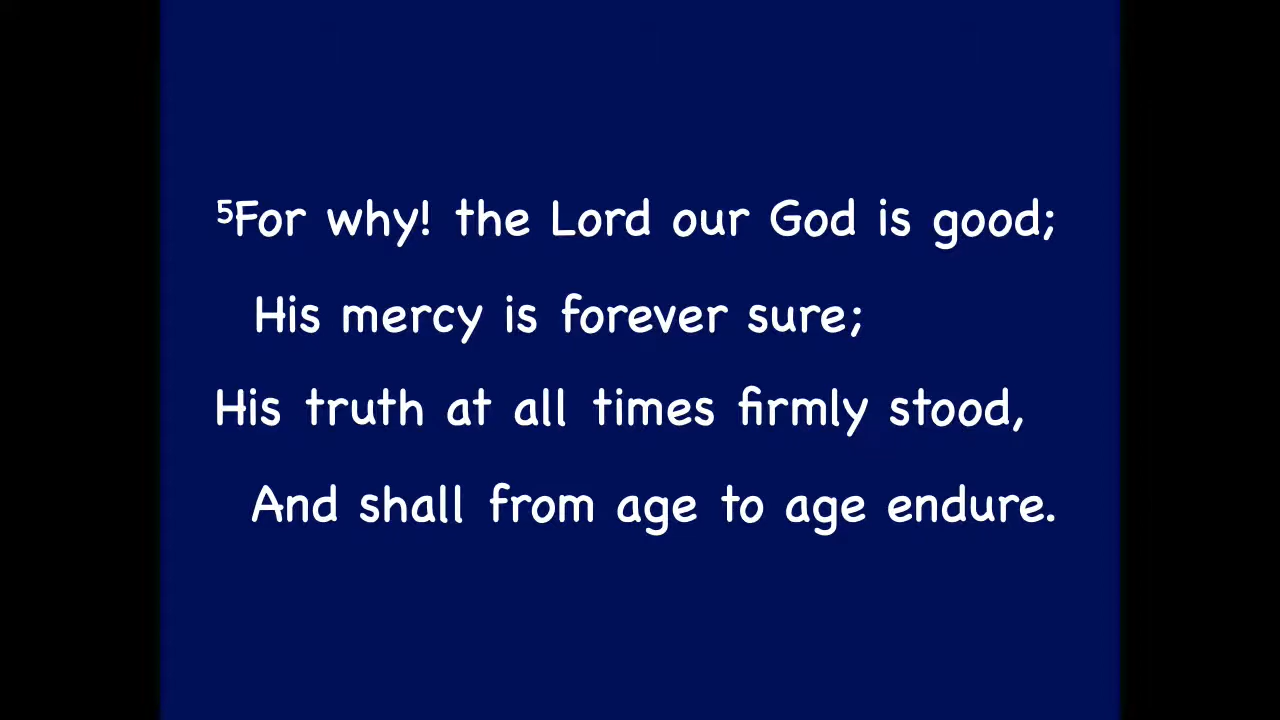 ⁵For why! the Lord our God is good;
His mercy is forever sure;
His truth at all times firmly stood,
And shall from age to age endure.